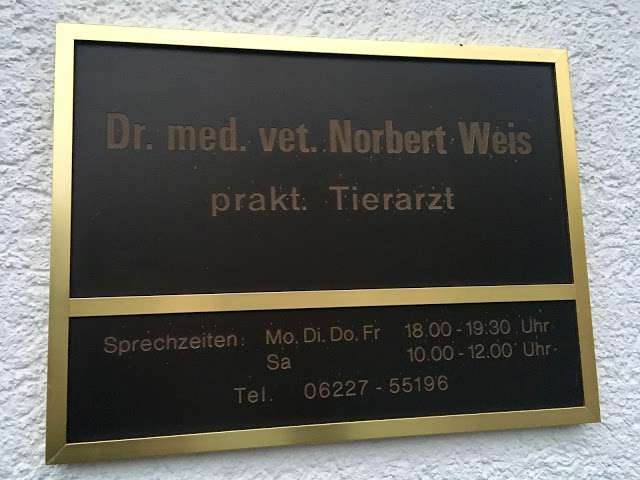 Dr. med. vet. Norbert Weis
prakt. Tierarzt
Sprechzeiten: Mo. Di. Do. Fr 18.00 - 19.30 Uhr
Sa 10.00 - 12.00 Uhr
Tel. 06227 - 55196